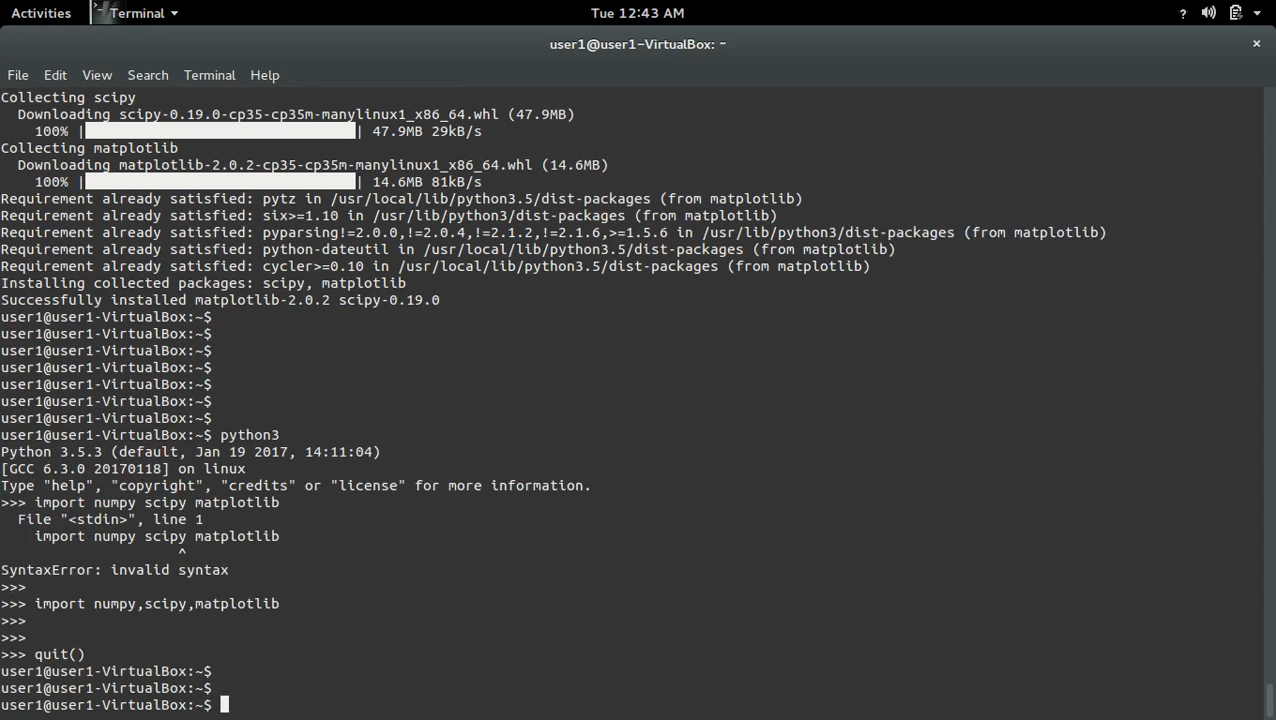 Activities
Terminal
Tue 12:43 AM
?
user1@user1-VirtualBox: ~
×
File Edit View Search Terminal Help
Collecting scipy
  Downloading scipy-0.19.0-cp35-cp35m-manylinux1_x86_64.whl (47.9MB)
    100% |████████████████████████████████| 47.9MB 29kB/s
Collecting matplotlib
  Downloading matplotlib-2.0.2-cp35-cp35m-manylinux1_x86_64.whl (14.6MB)
    100% |████████████████████████████████| 14.6MB 81kB/s
Requirement already satisfied: pytz in /usr/local/lib/python3.5/dist-packages (from matplotlib)
Requirement already satisfied: six>=1.10 in /usr/lib/python3/dist-packages (from matplotlib)
Requirement already satisfied: pyparsing!=2.0.0,!=2.0.4,!=2.1.2,!=2.1.6,>=1.5.6 in /usr/lib/python3/dist-packages (from matplotlib)
Requirement already satisfied: python-dateutil in /usr/local/lib/python3.5/dist-packages (from matplotlib)
Requirement already satisfied: cycler>=0.10 in /usr/local/lib/python3.5/dist-packages (from matplotlib)
Installing collected packages: scipy, matplotlib
Successfully installed matplotlib-2.0.2 scipy-0.19.0
user1@user1-VirtualBox:~$
user1@user1-VirtualBox:~$
user1@user1-VirtualBox:~$
user1@user1-VirtualBox:~$
user1@user1-VirtualBox:~$
user1@user1-VirtualBox:~$
user1@user1-VirtualBox:~$
user1@user1-VirtualBox:~$ python3
Python 3.5.3 (default, Jan 19 2017, 14:11:04)
[GCC 6.3.0 20170118] on linux
Type "help", "copyright", "credits" or "license" for more information.
>>> import numpy scipy matplotlib
  File "<stdin>", line 1
    import numpy scipy matplotlib
                     ^
SyntaxError: invalid syntax
>>>
>>> import numpy,scipy,matplotlib
>>>
>>>
>>> quit()
user1@user1-VirtualBox:~$
user1@user1-VirtualBox:~$
user1@user1-VirtualBox:~$